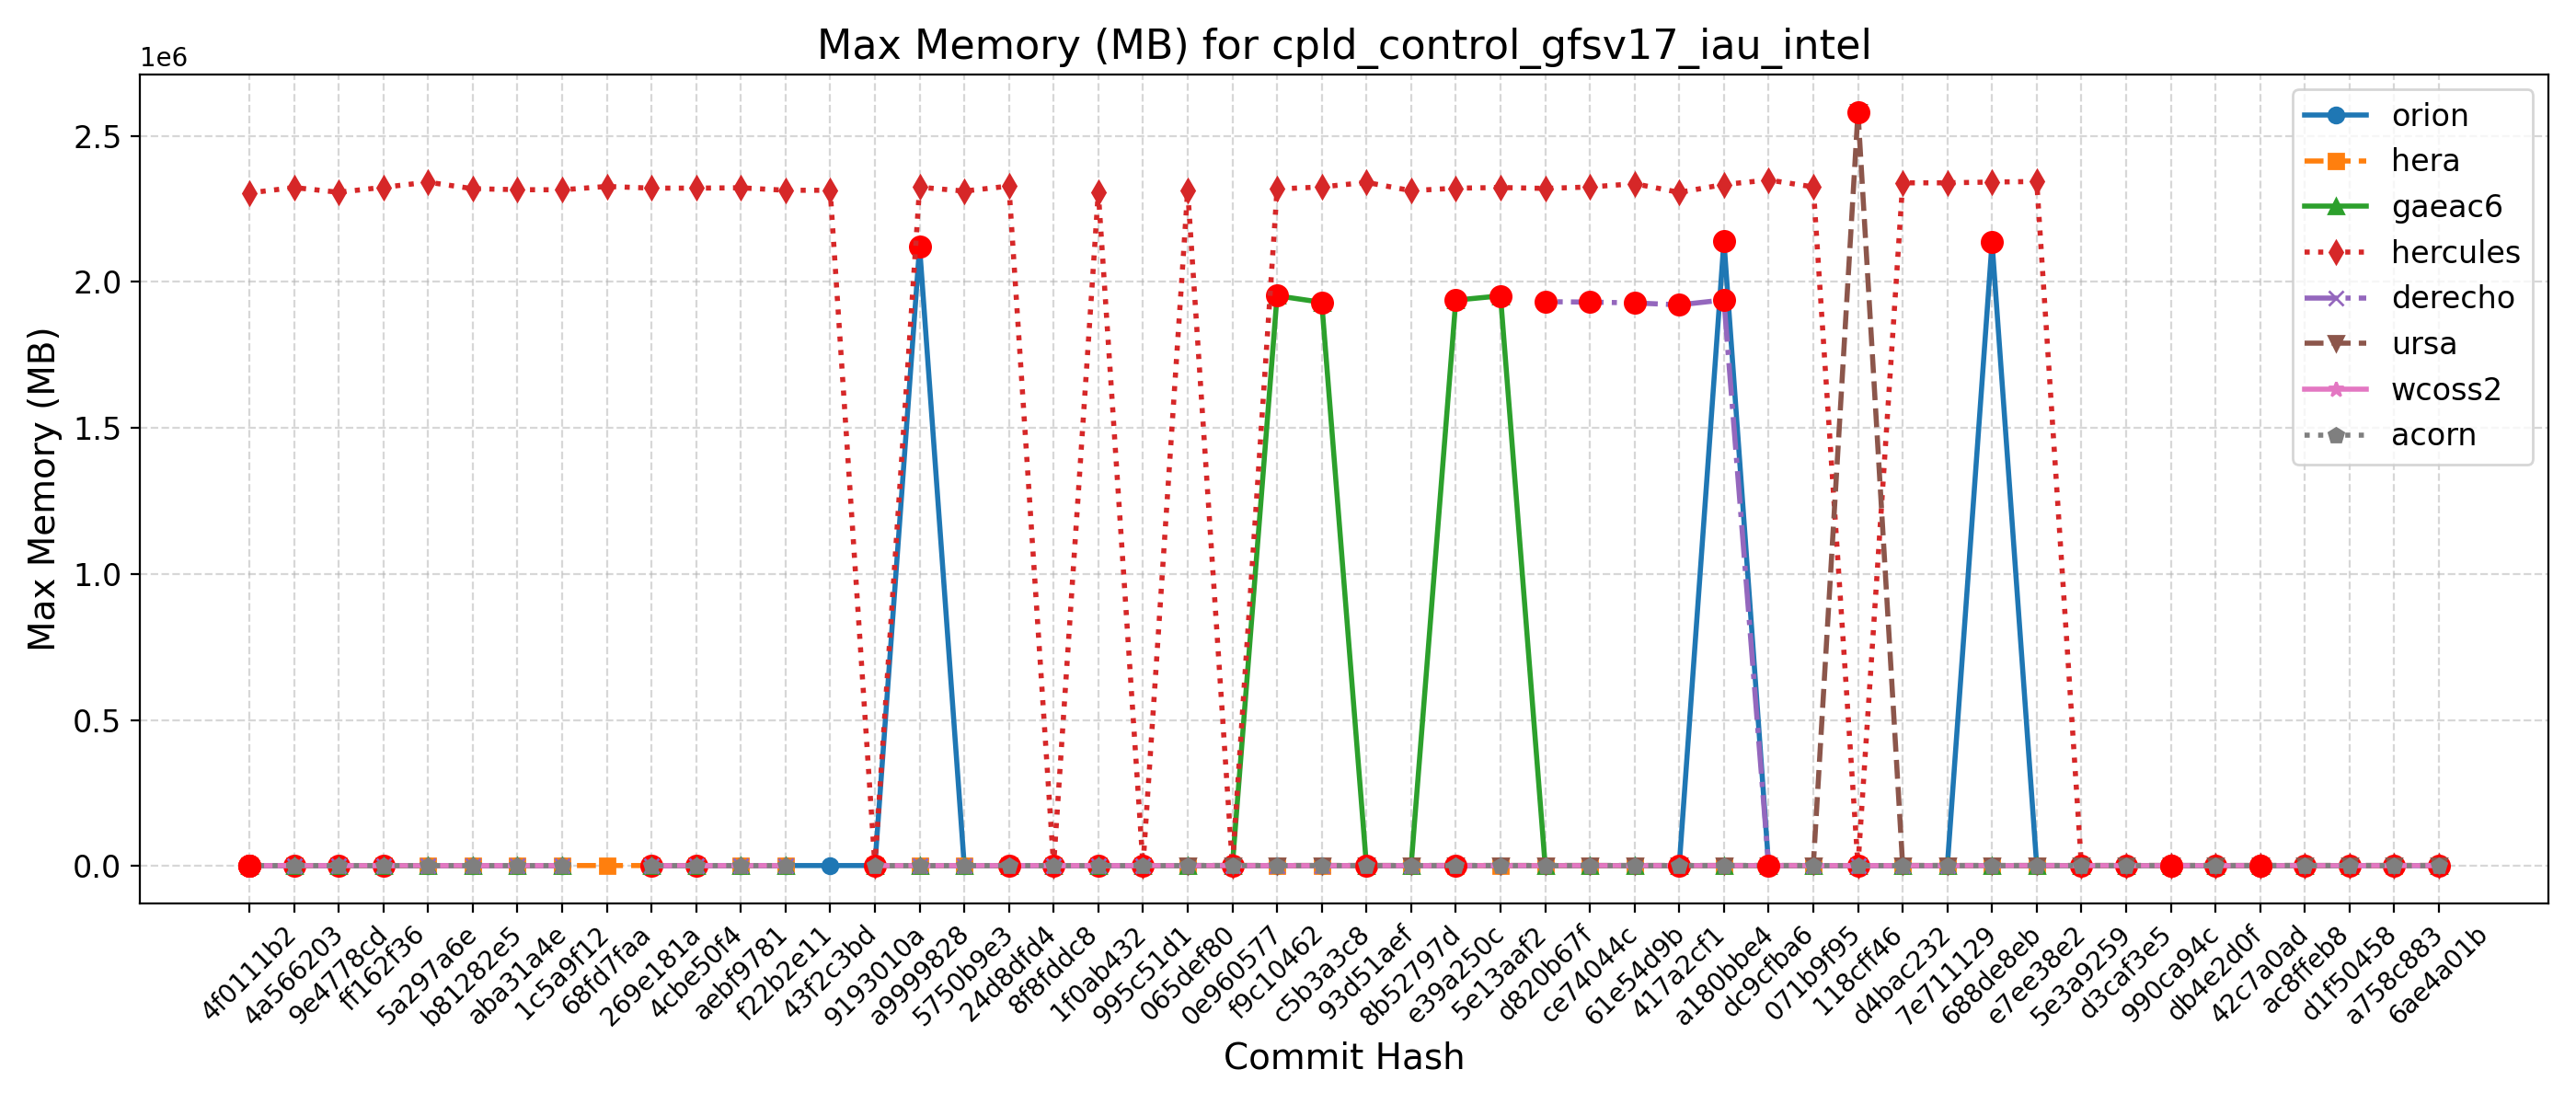 Max Memory (MB) for cpld_control_gfsv17_iau_intel
1e6
2.5
2.0
1.5
1.0
0.5
0.0
Max Memory (MB)
orion
hera
gaeac6
hercules
derecho
ursa
wcoss2
acorn
4f0111b2
4a566203
9e4778cd
ff162f36
5a297a6e
b81282e5
aba31a4e
1c5a9f12
68fd7faa
269e181a
4cbe50f4
aebf9781
f22b2e11
43f2c3bd
9193010a
a9999828
5750b9e3
24d8dfd4
8f8fddc8
1f0ab432
995c51d1
065def80
0e960577
f9c10462
c5b3a3c8
93d51aef
8b52797d
e39a250c
5e13aaf2
d820b67f
ce74044c
61e54d9b
417a2cf1
a180bbe4
dc9cfba6
071b9f95
118cff46
d4bac232
7e711129
688de8eb
e7ee38e2
5e3a9259
d3caf3e5
990ca94c
db4e2d0f
42c7a0ad
ac8ffeb8
d1f50458
a758c883
6ae4a01b
Commit Hash